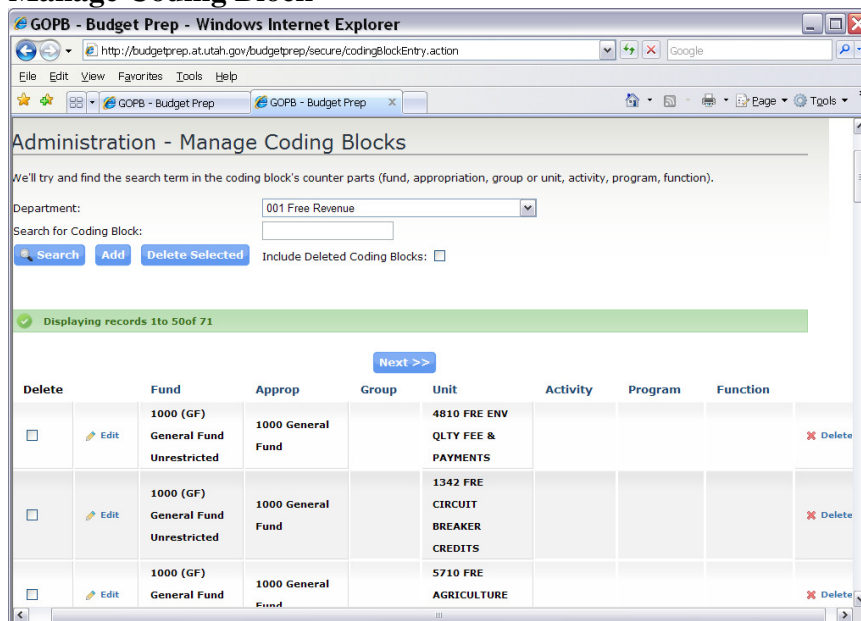 Manage Coding Block
GOPB - Budget Prep - Windows Internet Explorer
http://budgetprep.at.utah.gov/budgetprep/secure/codingBlockEntry.action
Google
File Edit View Favorites Tools Help
GOPB - Budget Prep GOPB - Budget Prep X Page Tools
Administration - Manage Coding Blocks
We'll try and find the search term in the coding block's counter parts (fund, appropriation, group or unit, activity, program, function).
Department: 001 Free Revenue
Search for Coding Block:
Search Add Delete Selected Include Deleted Coding Blocks:
Displaying records 1to 50of 71
Next >>
Delete Fund Approp Group Unit Activity Program Function
Edit 1000 (GF) General Fund Unrestricted 1000 General Fund 4810 FRE ENV QLTY FEE & PAYMENTS Delete
Edit 1000 (GF) General Fund Unrestricted 1000 General Fund 1342 FRE CIRCUIT BREAKER CREDITS Delete
Edit 1000 (GF) General Fund 1000 General Fund 5710 FRE AGRICULTURE Delete